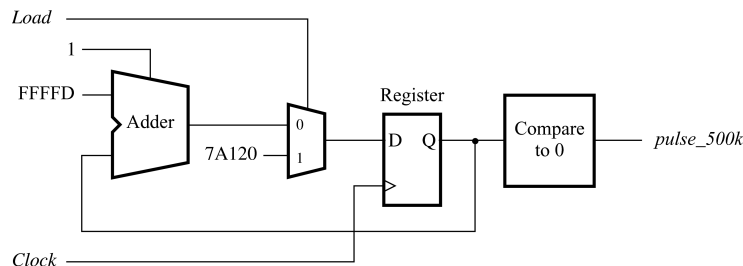 Load
1
FFFFD
Adder
0
7A120
1
Register
D Q
Compare
to 0
pulse_500k
Clock